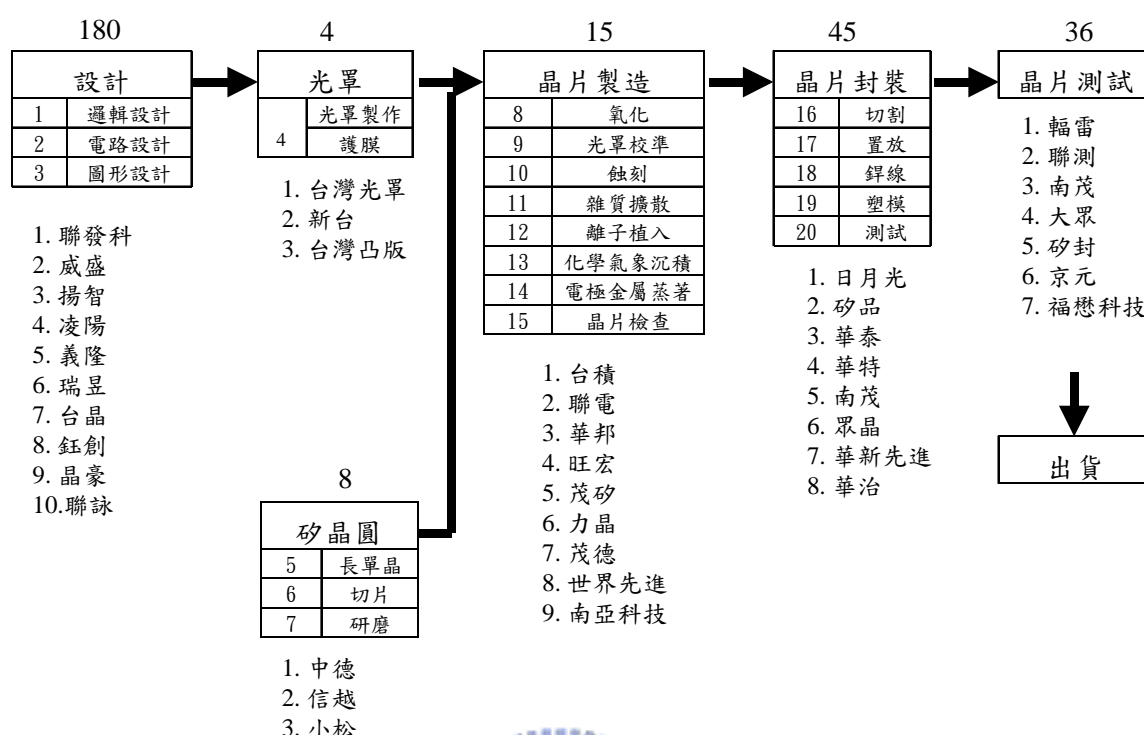 180
設計
1 邏輯設計
2 電路設計
3 圖形設計
1. 聯發科
2. 威盛
3. 揚智
4. 凌陽
5. 義隆
6. 瑞昱
7. 台晶
8. 鈺創
9. 晶豪
10.聯詠
4
光罩
4 光罩製作
護膜
1. 台灣光罩
2. 新台
3. 台灣凸版
8
矽晶圓
5 長單晶
6 切片
7 研磨
1. 中德
2. 信越
3. 小松
15
晶片製造
8 氧化
9 光罩校準
10 蝕刻
11 雜質擴散
12 離子植入
13 化學氣象沉積
14 電極金屬蒸著
15 晶片檢查
1. 台積
2. 聯電
3. 華邦
4. 旺宏
5. 茂矽
6. 力晶
7. 茂德
8. 世界先進
9. 南亞科技
45
晶片封裝
16 切割
17 置放
18 銲線
19 塑模
20 測試
1. 日月光
2. 矽品
3. 華泰
4. 華特
5. 南茂
6. 眾晶
7. 華新先進
8. 華治
36
晶片測試
1. 輻雷
2. 聯測
3. 南茂
4. 大眾
5. 矽封
6. 京元
7. 福懋科技
出貨